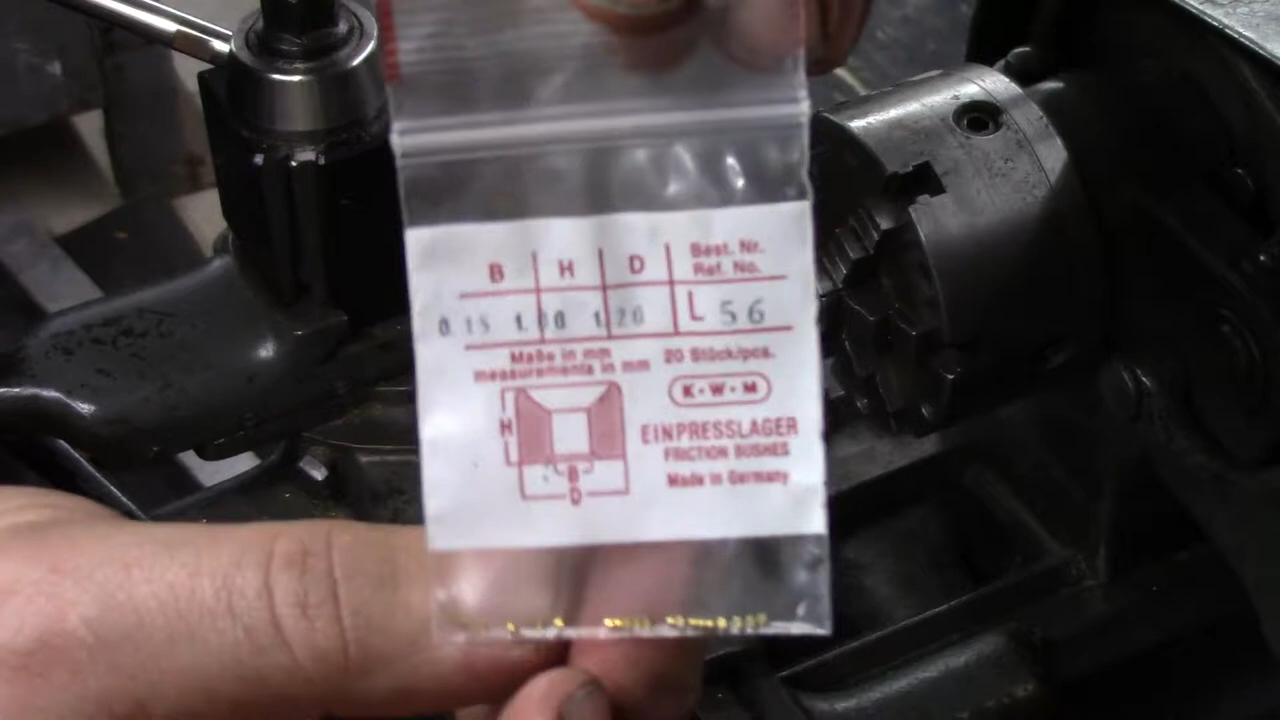 B H D Best. Nr.
Ref. No.
0.15 1.00 1.20 L 56
Maße in mm
measurements in mm
20 Stück/pcs.
K•W•M
H
B
D
EINPRESSLAGER
FRICTION BUSHES
Made in Germany